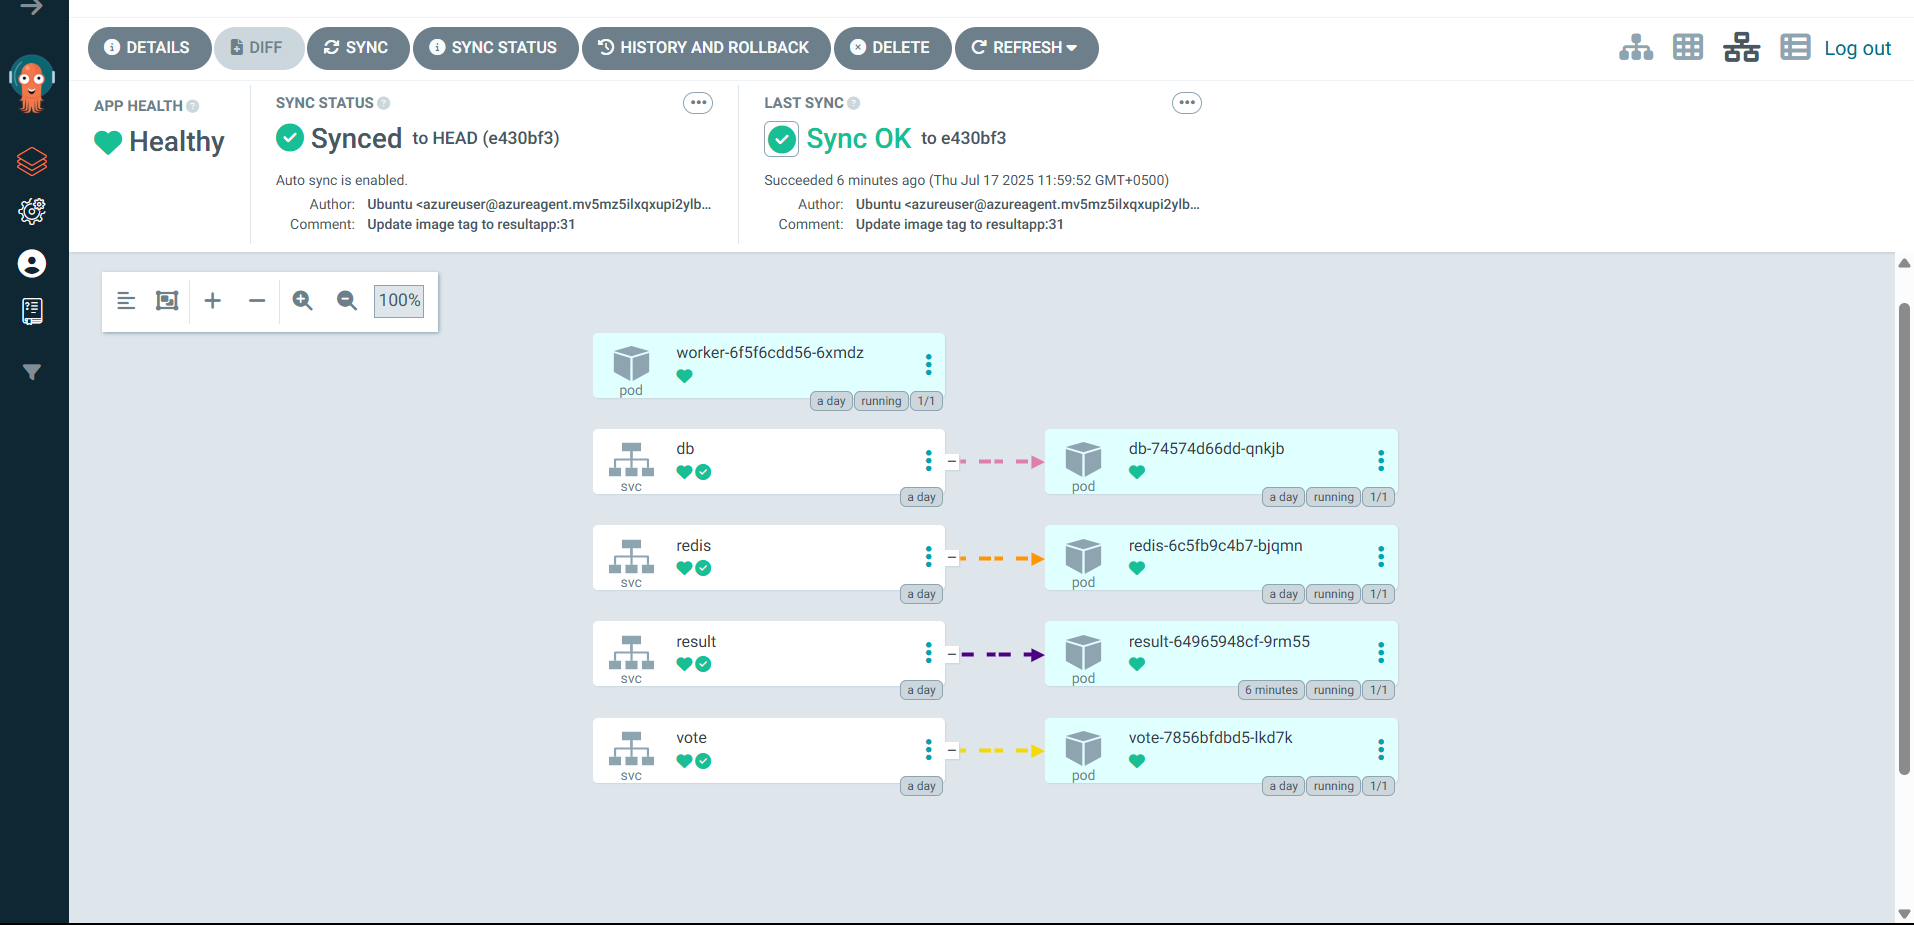 DETAILS DIFF SYNC SYNC STATUS HISTORY AND ROLLBACK DELETE REFRESH Log out
APP HEALTH
Healthy
SYNC STATUS
Synced to HEAD (e430bf3)
Auto sync is enabled.
Author: Ubuntu <azureuser@azureagent.mv5mz5ilxqxupi2ylb...
Comment: Update image tag to resultapp:31
LAST SYNC
Sync OK to e430bf3
Succeeded 6 minutes ago (Thu Jul 17 2025 11:59:52 GMT+0500)
Author: Ubuntu <azureuser@azureagent.mv5mz5ilxqxupi2ylb...
Comment: Update image tag to resultapp:31
100%
worker-6f5f6cdd56-6xmdz
pod
a day running 1/1
db
svc
a day
db-74574d66dd-qnkjb
pod
a day running 1/1
redis
svc
a day
redis-6c5fb9c4b7-bjqmn
pod
a day running 1/1
result
svc
a day
result-64965948cf-9rm55
pod
6 minutes running 1/1
vote
svc
a day
vote-7856bfdbd5-lkd7k
pod
a day running 1/1